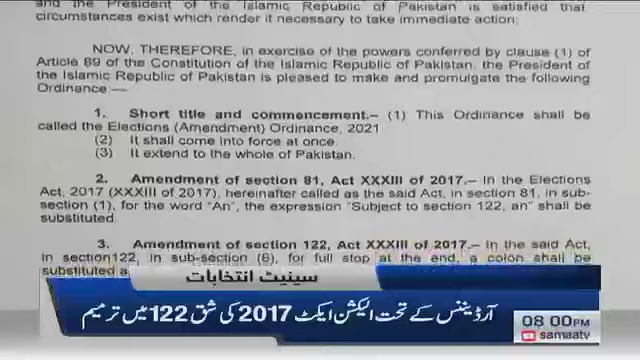 and the President of the Islamic Republic of Pakistan is satisfied that
circumstances exist which render it necessary to take immediate action;
NOW, THEREFORE, in exercise of the powers conferred by clause (1) of
Article 89 of the Constitution of the Islamic Republic of Pakistan, the President of
the Islamic Republic of Pakistan is pleased to make and promulgate the following
Ordinance:—
1. Short title and commencement.- (1) This Ordinance shall be
called the Elections (Amendment) Ordinance, 2021
(2) It shall come into force at once.
(3) It extend to the whole of Pakistan.
2. Amendment of section 81, Act XXXIII of 2017.- In the Elections
Act, 2017 (XXXIII of 2017), hereinafter called as the said Act, in section 81, in sub-
section (1), for the word "An", the expression "Subject to section 122, an" shall be
substituted
3. Amendment of section 122, Act XXXIII of 2017.- In the said Act,
in section122, in sub-section (6), for full stop at the end, a colon shall be
substituted a
سینیٹ انتخابات
آرڈیننس کے تحت الیکشن ایکٹ 2017 کی شق 122 میں ترمیم
08:00PM
samaatv